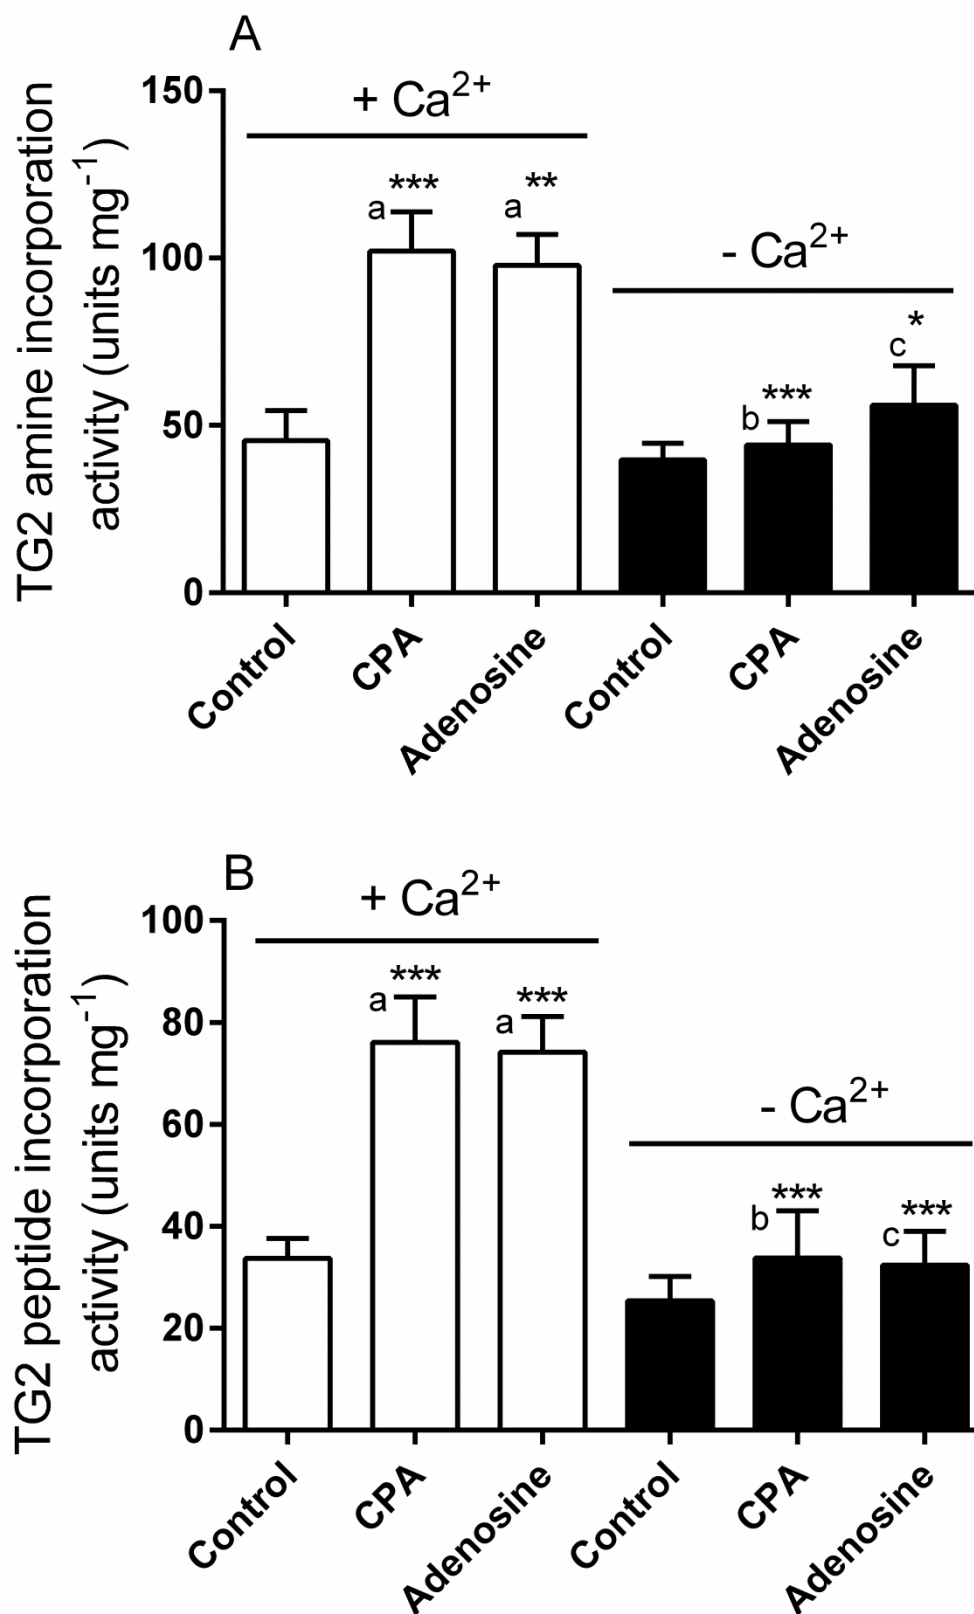 A
TG2 amine incorporation
activity (units mg⁻¹)
150
100
50
0
+ Ca²⁺
a ***
a **
- Ca²⁺
b ***
c *
Control
CPA
Adenosine
Control
CPA
Adenosine
B
TG2 peptide incorporation
activity (units mg⁻¹)
100
80
60
40
20
0
+ Ca²⁺
a ***
a ***
- Ca²⁺
b ***
c ***
Control
CPA
Adenosine
Control
CPA
Adenosine